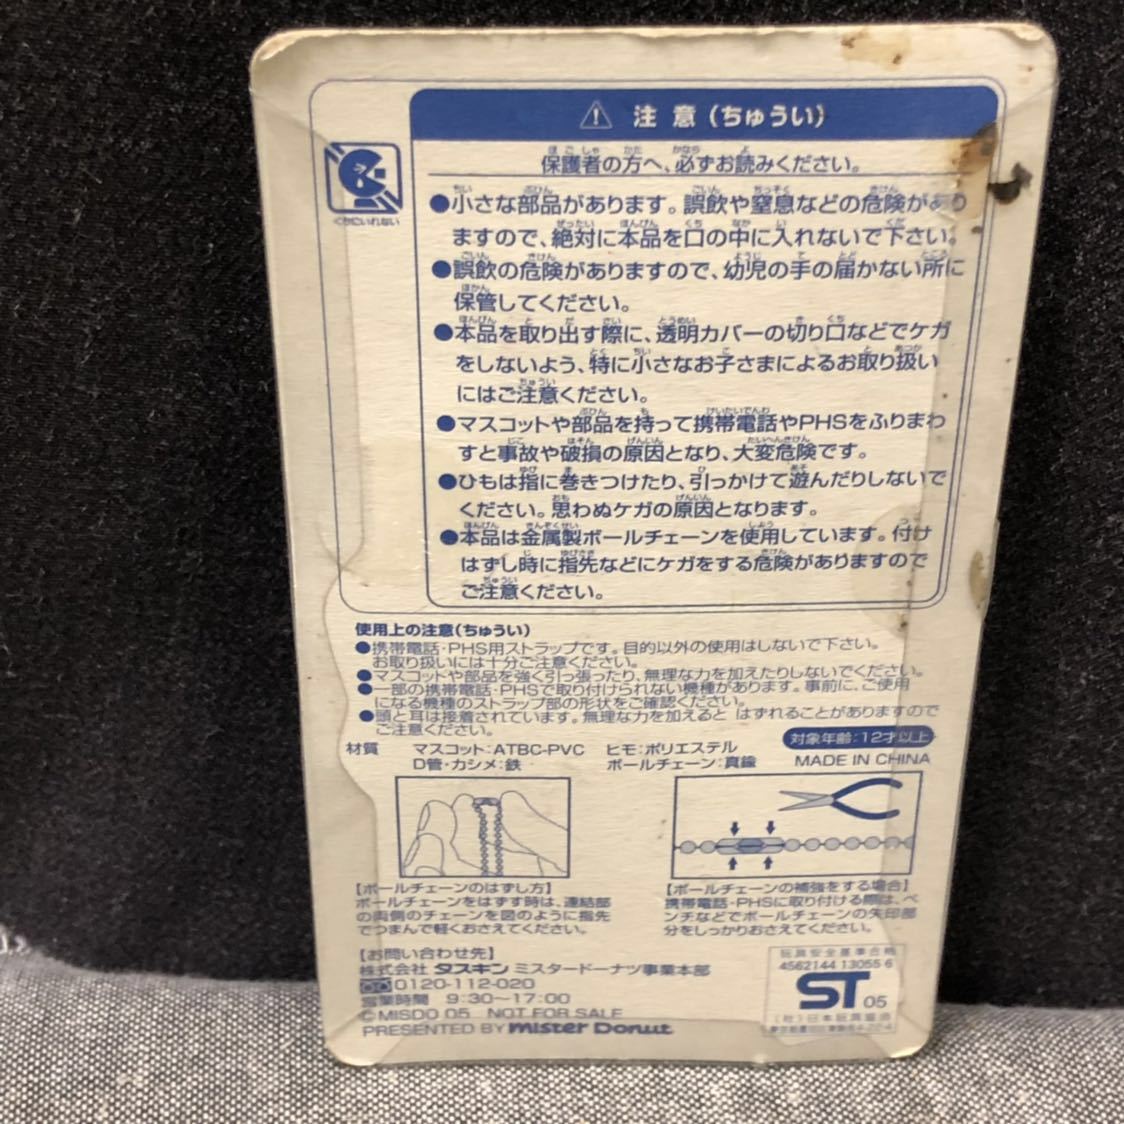 注意(ちゅうい)
保護者の方へ、必ずお読みください。
くちにいれない
●小さな部品があります。誤飲や窒息などの危険があり
ますので、絶対に本品を口の中に入れないで下さい。
●誤飲の危険がありますので、幼児の手の届かない所に
保管してください。
●本品を取り出す際に、透明カバーの切り口などでケガ
をしないよう、特に小さなお子さまによるお取り扱い
にはご注意ください。
●マスコットや部品を持って携帯電話やPHSをふりまわ
すと事故や破損の原因となり、大変危険です。
●ひもは指に巻きつけたり、引っかけて遊んだりしないで
ください。思わぬケガの原因となります。
●本品は金属製ボールチェーンを使用しています。付け
はずし時に指先などにケガをする危険がありますので
ご注意ください。
使用上の注意(ちゅうい)
●携帯電話・PHS用ストラップです。目的以外の使用はしないで下さい。
お取り扱いには十分ご注意ください。
●マスコットや部品を強く引っ張ったり、無理な力を加えたりしないでください。
●一部の携帯電話・PHSで取り付けられない機種があります。事前に、ご使用
になる機種のストラップ部の形状をご確認ください。
●頭と耳は接着されています。無理な力を加えると はずれることがありますので
ご注意ください。
対象年齢:12才以上
材質 マスコット:ATBC-PVC ヒモ:ポリエステル
D管・カシメ:鉄 ボールチェーン:真鍮
MADE IN CHINA
【ボールチェーンのはずし方】
ボールチェーンをはずす時は、連結部
の両側のチェーンを図のように指先
でつまんで軽くおさえてください。
【ボールチェーンの補強をする場合】
携帯電話・PHSに取り付ける際は、ペ
ンチなどでボールチェーンの矢印部
分をしっかりおさえてください。
【お問い合わせ先】
株式会社 ダスキン ミスタードーナツ事業本部
0120-112-020
営業時間 9:30〜17:00
©MISDO 05 NOT FOR SALE
PRESENTED BY mister Donut
玩具安全基準合格
4562144 13055 6
ST 05
(社)日本玩具協会